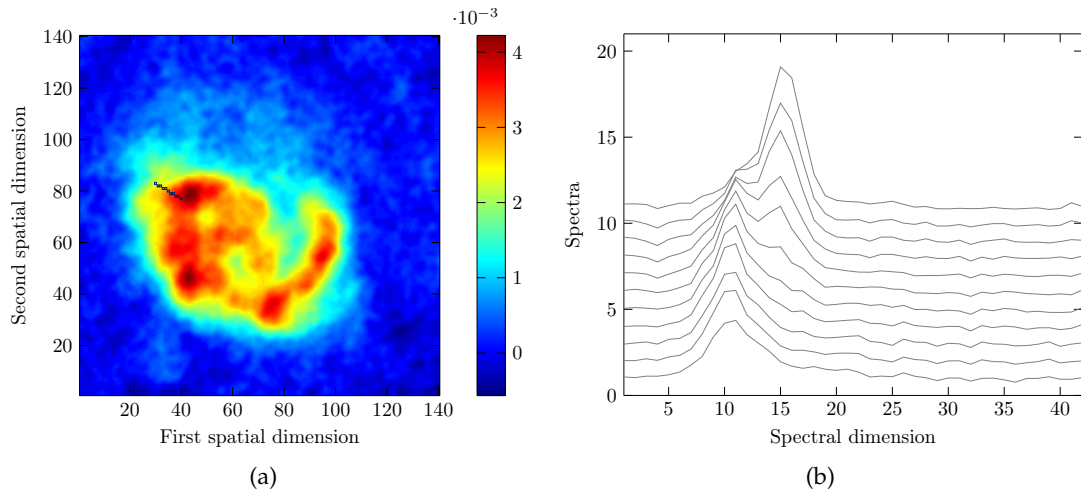 ·10−3
140
120
100
80
60
40
20
20 40 60 80 100 120 140
4
3
2
1
0
Second spatial dimension
First spatial dimension
(a)
20
15
10
5
0
5 10 15 20 25 30 35 40
Spectra
Spectral dimension
(b)